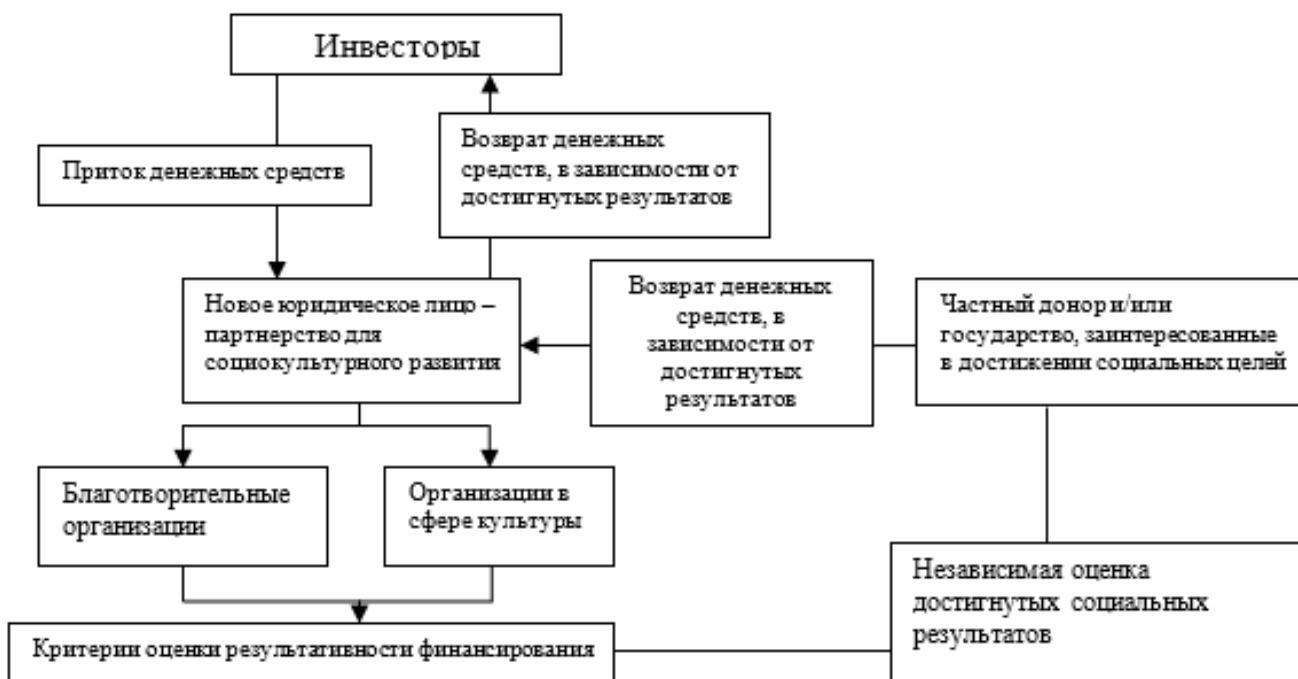 Инвесторы
Приток денежных средств
Возврат денежных
средств, в зависимости от
достигнутых результатов
Новое юридическое лицо –
партнерство для
социокультурного развития
Возврат денежных
средств, в
зависимости от
достигнутых
результатов
Частный донор и/или
государство, заинтересованные
в достижении социальных целей
Благотворительные
организации
Организации в
сфере культуры
Независимая оценка
достигнутых социальных
результатов
Критерии оценки результативности финансирования